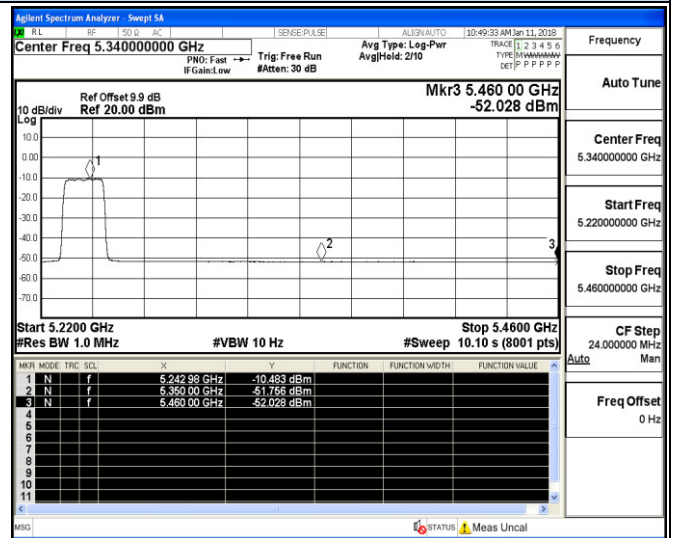 Agilent Spectrum Analyzer - Swept SA
RL RF 50 Ω AC SENSE:PULSE ALIGN AUTO 10:49:33 AM Jan 11, 2018
Center Freq 5.340000000 GHz
PNO: Fast
IFGain:Low
Trig: Free Run
#Atten: 30 dB
Avg Type: Log-Pwr
Avg|Hold: 2/10
TRACE 1 2 3 4 5 6
TYPE MWWWWW
DET P P P P P P
Ref Offset 9.9 dB
10 dB/div Ref 20.00 dBm
Log
Mkr3 5.460 00 GHz
-52.028 dBm
10.0
0.00
-10.0
-20.0
-30.0
-40.0
-50.0
-60.0
-70.0
1
2
3
Start 5.2200 GHz Stop 5.4600 GHz
#Res BW 1.0 MHz #VBW 10 Hz #Sweep 10.10 s (8001 pts)
MKR MODE TRC SCL X Y FUNCTION FUNCTION WIDTH FUNCTION VALUE
1 N f 5.242 98 GHz -10.483 dBm
2 N f 5.350 00 GHz -51.756 dBm
3 N f 5.460 00 GHz -52.028 dBm
4
5
6
7
8
9
10
11
MSG STATUS Meas Uncal
Frequency
Auto Tune
Center Freq
5.340000000 GHz
Start Freq
5.220000000 GHz
Stop Freq
5.460000000 GHz
CF Step
24.000000 MHz
Auto Man
Freq Offset
0 Hz